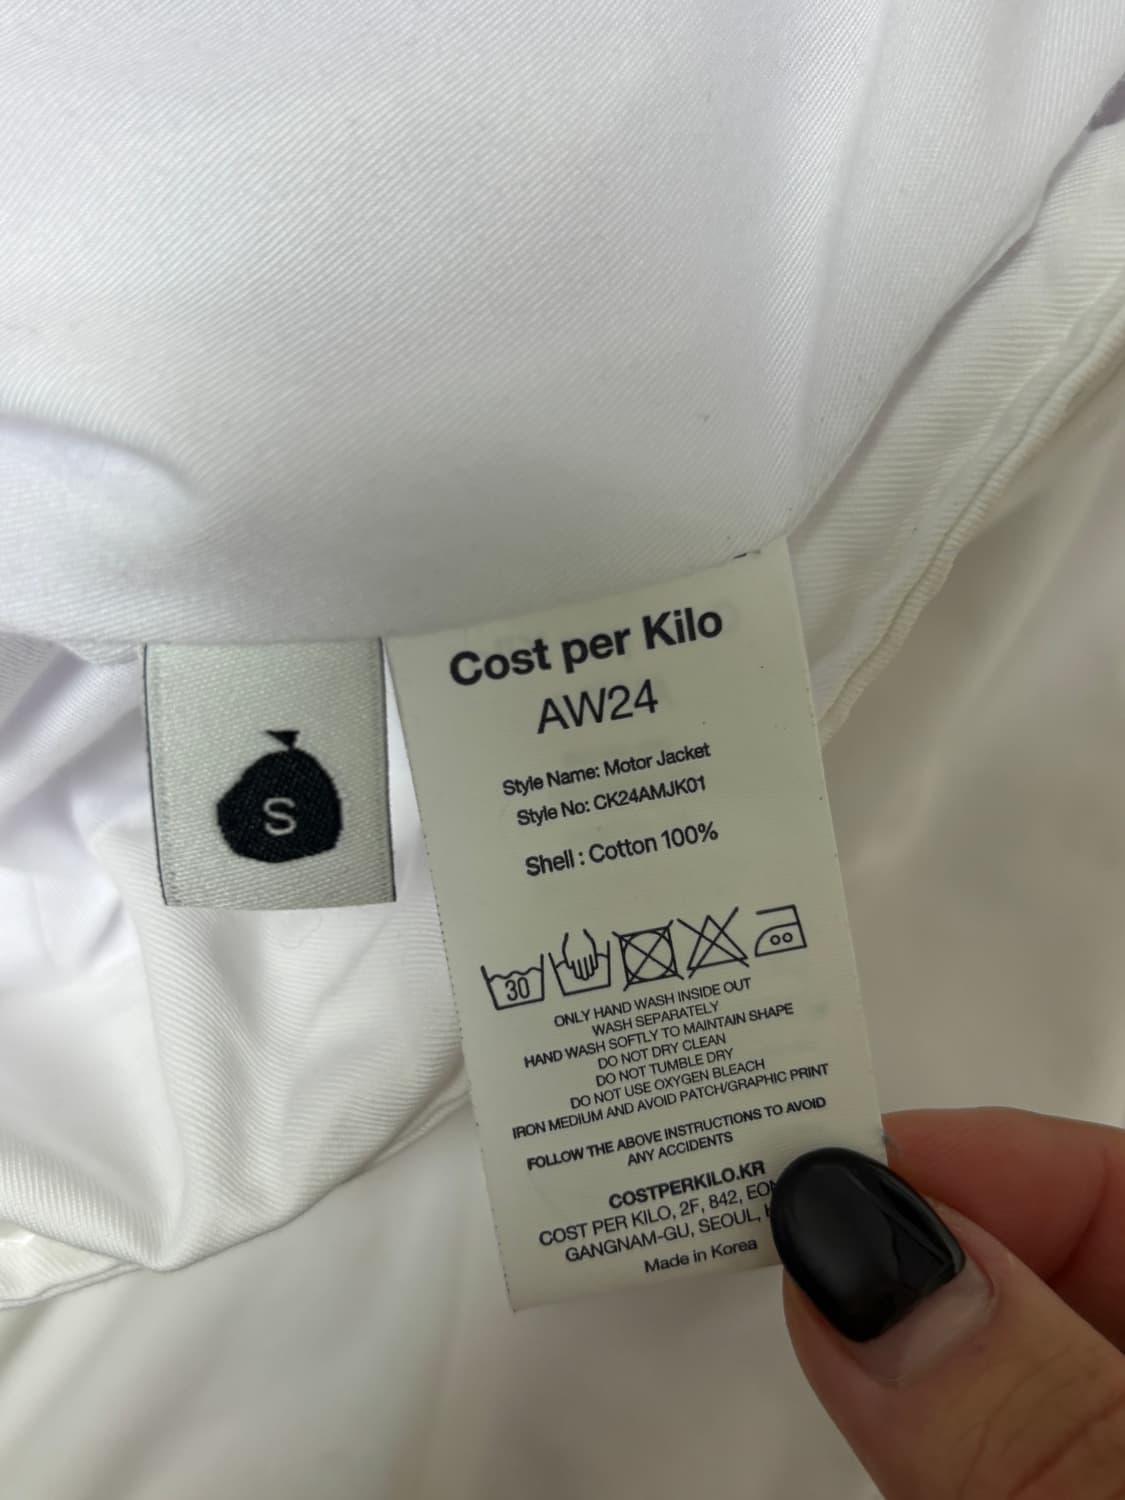 S
Cost per Kilo
AW24
Style Name: Motor Jacket
Style No: CK24AMJK01
Shell : Cotton 100%
30
ONLY HAND WASH INSIDE OUT
WASH SEPARATELY
HAND WASH SOFTLY TO MAINTAIN SHAPE
DO NOT DRY CLEAN
DO NOT TUMBLE DRY
DO NOT USE OXYGEN BLEACH
IRON MEDIUM AND AVOID PATCH/GRAPHIC PRINT
FOLLOW THE ABOVE INSTRUCTIONS TO AVOID
ANY ACCIDENTS
COSTPERKILO.KR
COST PER KILO, 2F, 842,
GANGNAM-GU, SEOUL,
Made in Korea